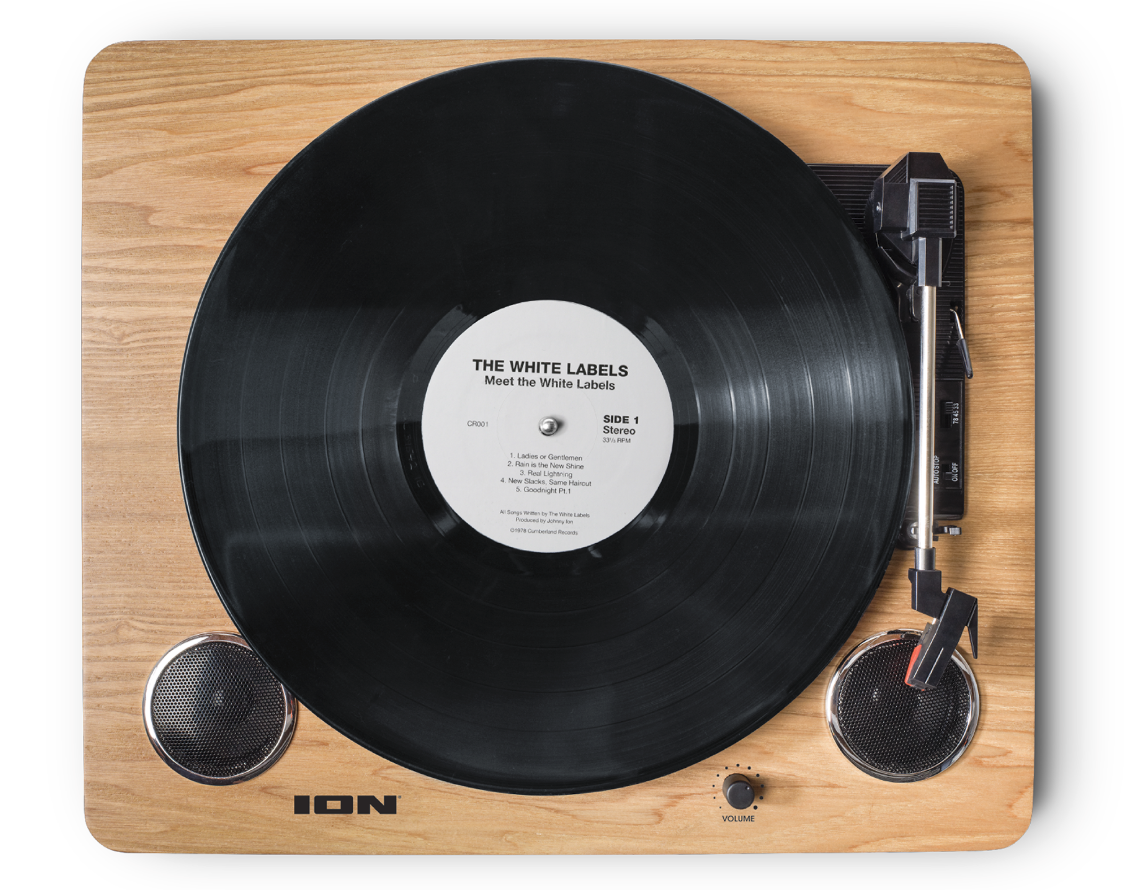 THE WHITE LABELS
Meet the White Labels
CR001
SIDE 1
Stereo
33⅓ RPM
1. Ladies or Gentlemen
2. Rain is the New Shine
3. Real Lightning
4. New Slacks, Same Haircut
5. Goodnight Pt.1
All Songs Written by The White Labels
Produced by Johnny Ion
©1978 Cumberland Records
78 45 33
AUTO STOP
ON OFF
ION
VOLUME